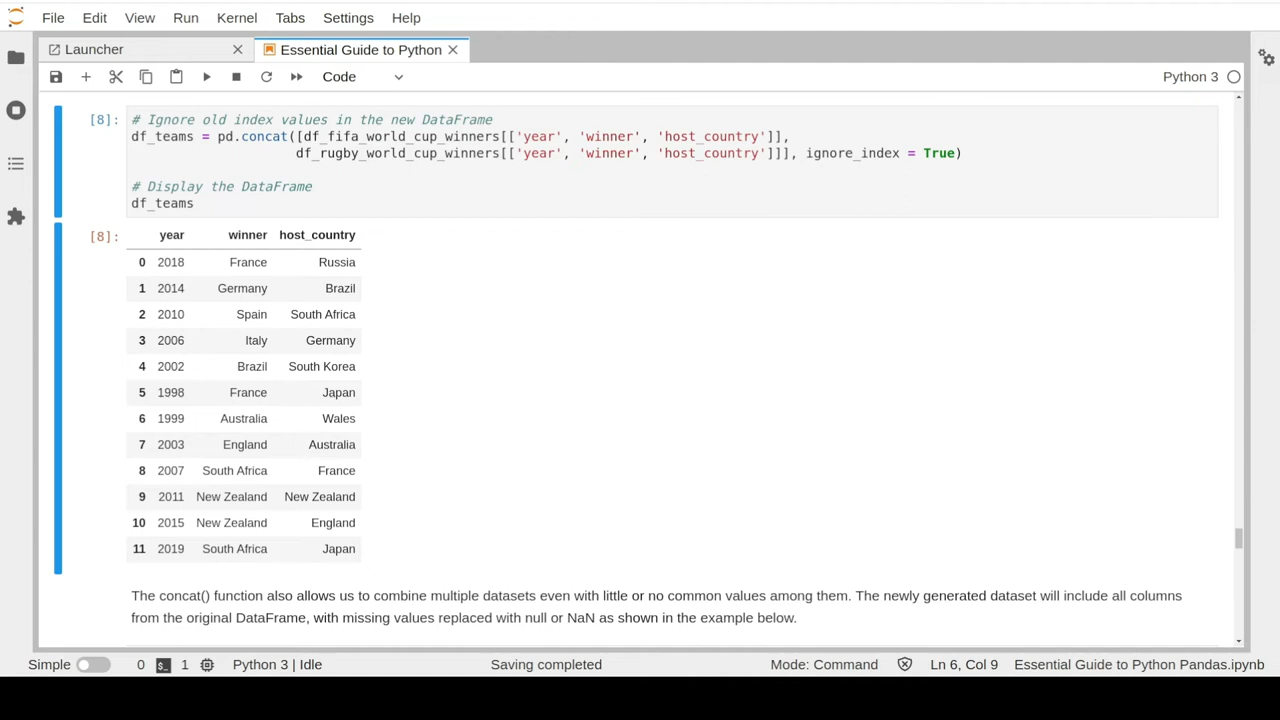 File Edit View Run Kernel Tabs Settings Help
Launcher Essential Guide to Python
Code Python 3
[8]: # Ignore old index values in the new DataFrame
df_teams = pd.concat([df_fifa_world_cup_winners[['year', 'winner', 'host_country']],
df_rugby_world_cup_winners[['year', 'winner', 'host_country']]], ignore_index = True)
# Display the DataFrame
df_teams
[8]: year winner host_country
0 2018 France Russia
1 2014 Germany Brazil
2 2010 Spain South Africa
3 2006 Italy Germany
4 2002 Brazil South Korea
5 1998 France Japan
6 1999 Australia Wales
7 2003 England Australia
8 2007 South Africa France
9 2011 New Zealand New Zealand
10 2015 New Zealand England
11 2019 South Africa Japan
The concat() function also allows us to combine multiple datasets even with little or no common values among them. The newly generated dataset will include all columns
from the original DataFrame, with missing values replaced with null or NaN as shown in the example below.
Simple 0 1 Python 3 | Idle Saving completed Mode: Command Ln 6, Col 9 Essential Guide to Python Pandas.ipynb